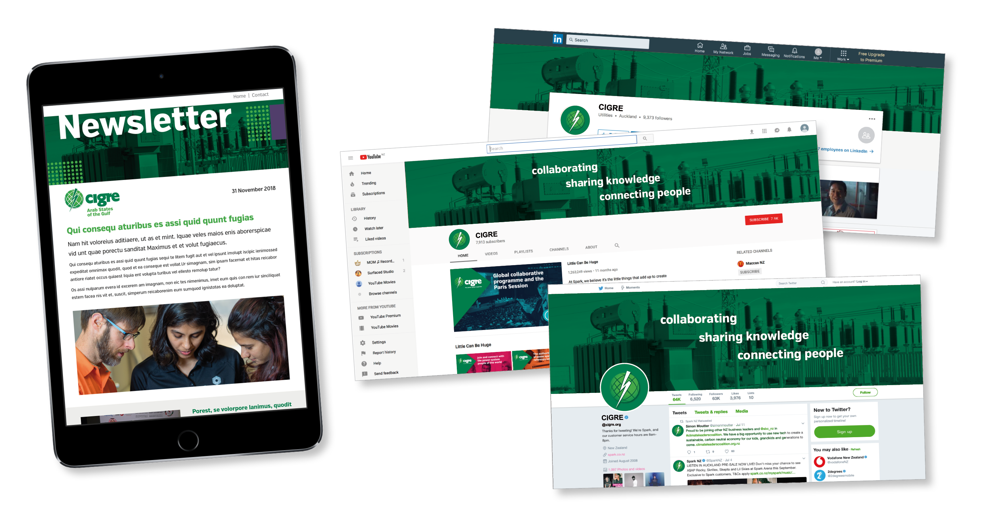 Home | Contact
Newsletter
cigre
Arab States
of the Gulf
31 November 2018
Qui consequ aturibus es assi quid quunt fugias
Nam hit voloreius aditiaere, ut as et mint. Iquae veles maios enis aborerspicae
vid unt quae porectu sanditat Maximus et et volut fugiaecus.
Qui consequ aturibus es assi quid quunt fugias sequi te litem fugit aut et vel ipsunt imolupt iscipic ienimossed
expeditat omnimax quodit, quod et ea conseque est vollat.Ur simagnam, sim ipsam facernat et hitas reicabor
antiore riatet occus quiaest liquia ent volupta turibus vel ellesto remolup tatur?
Os assi nulparum evera id excerem am imagnam, non eic tes nimenimus, imet eum quis con rem iur sinciliquat
estem facea nis vit et, suscit, simperum reicaborenim eum sumquod ignistotas ea doluptat.
Porest, se volorpore lanimus, quodit
in
Search
Home
My Network
Jobs
Messaging
Notifications
Me
Work
Free Upgrade
to Premium
CIGRE
Utilities • Auckland • 9,373 followers
7 employees on LinkedIn
YouTube NZ
Search
Home
Trending
Subscriptions
LIBRARY
History
Watch later
Liked videos
SUBSCRIPTIONS
MOM ♫ Record... 1
Surfaced Studio 2
YouTube Movies
Browse channels
MORE FROM YOUTUBE
YouTube Premium
YouTube Movies
Settings
Report history
Help
Send feedback
collaborating
sharing knowledge
connecting people
SUBSCRIBE 7.9K
CIGRE
7,913 subscribers
HOME VIDEOS PLAYLISTS CHANNELS ABOUT
cigre
Global collaborative
programme and the
Paris Session
Little Can Be Huge
1,263,249 views • 11 months ago
At Spark, we believe it's the little things that add up to create
RELATED CHANNELS
Maccas NZ
SUBSCRIBE
Little Can Be Huge
cigre
Join and connect with
the power system
people of the world
cigre
The authorit
of power sys
reference in
Home Moments
Search Twitter
Have an account? Log in
collaborating
sharing knowledge
connecting people
Tweets 64K
Following 6,520
Followers 63K
Likes 3,976
Lists 10
Follow
CIGRE
@cigre.org
Thanks for tweeting! We're Spark, and
our customer service hours are 8am-
8pm.
New Zealand
spark.co.nz
Joined August 2008
1,097 Photos and videos
PRESALE
Tweets Tweets & replies Media
Spark NZ Retweeted
Simon Moutter @simonmoutter · Jul 11
Proud to be joining other NZ business leaders and @sbc_nz in
#climateleaderscoalition. We have a big opportunity to use new tech to create a
sustainable, carbon neutral economy for our kids, grandkids and generations to
come. climateleaderscoalition.org.nz
1 9 60
Spark NZ @SparkNZ · Jul 4
LISTEN IN AUCKLAND PRE-SALE NOW LIVE! Don't miss your chance to see
A$AP Rocky, Skrillex, Skepta and Lil Skies at Spark Arena this September.
Exclusive to Spark customers, T&Cs apply spark.co.nz/myspark/music/...
New to Twitter?
Sign up now to get your own
personalized timeline!
Sign up
You may also like · Refresh
Vodafone New Zealand
@vodafoneNZ
2degrees
@2degreesmobile